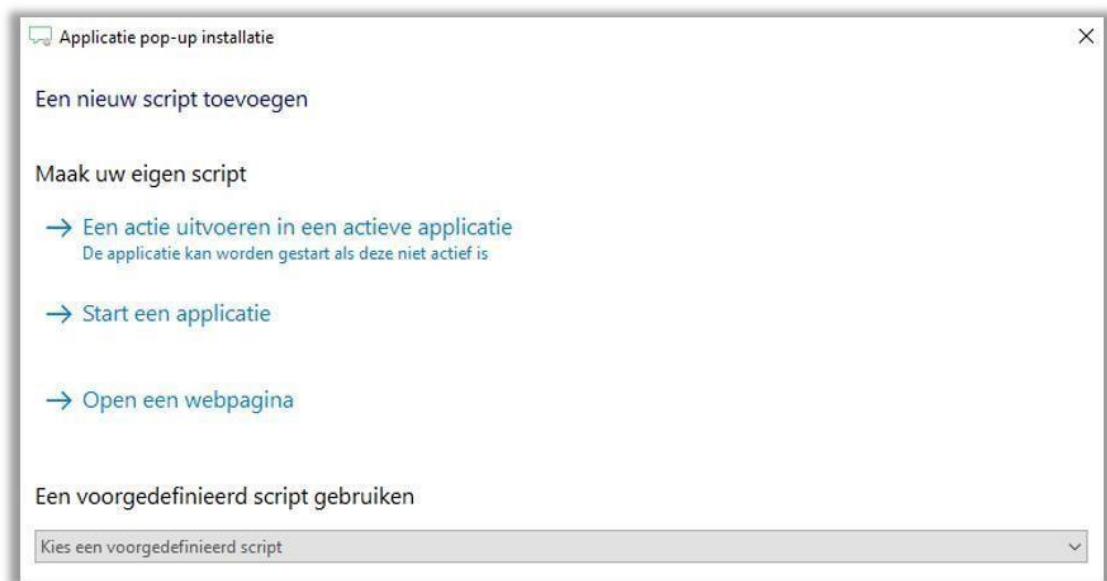 Applicatie pop-up installatie
Een nieuw script toevoegen
Maak uw eigen script
Een actie uitvoeren in een actieve applicatie
De applicatie kan worden gestart als deze niet actief is
Start een applicatie
Open een webpagina
Een voorgedefinieerd script gebruiken
Kies een voorgedefinieerd script